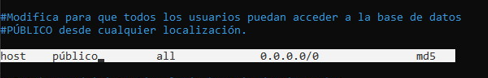 #Modifica para que todos los usuarios puedan acceder a la base de datos
#PÚBLICO desde cualquier localización.
host público all 0.0.0.0/0 md5